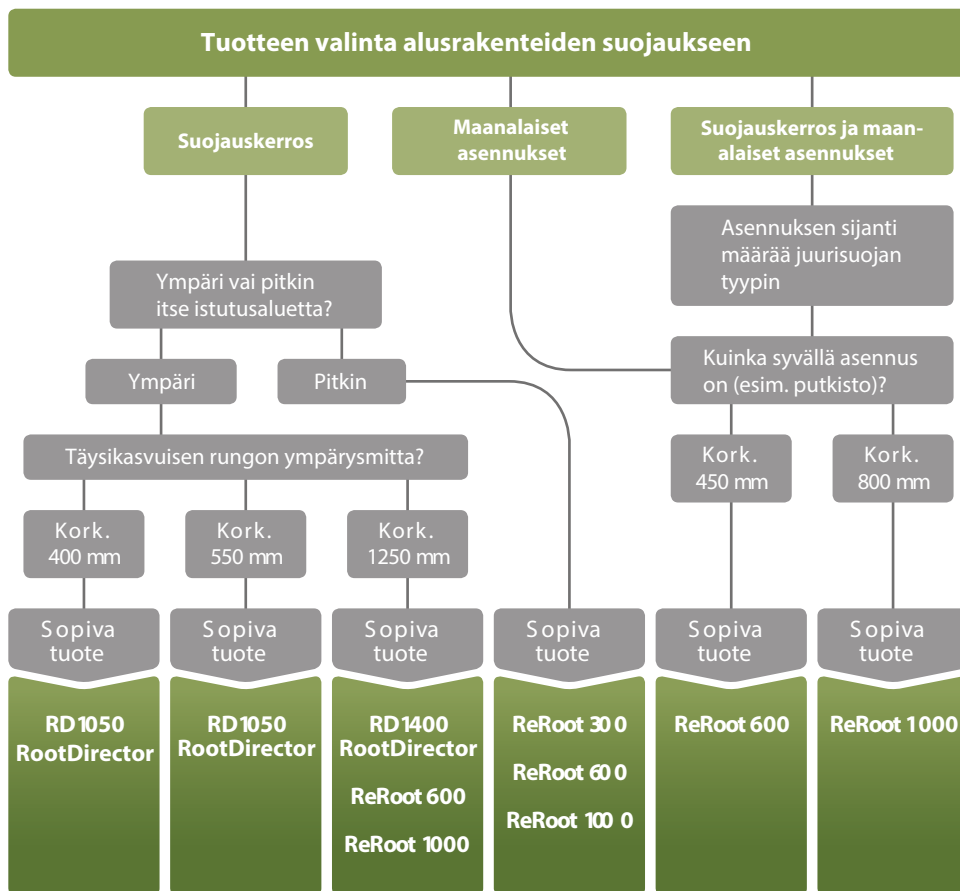 Tuotteen valinta alusrakenteiden suojaukseen
Suojauskerros
Maanalaiset
asennukset
Suojauskerros ja maan-
alaiset asennukset
Asennuksen sijanti
määrää juurisuojan
tyypin
Ympäri vai pitkin
itse istutusaluetta?
Ympäri
Pitkin
Kuinka syvällä asennus
on (esim. putkisto)?
Täysikasvuisen rungon ympärysmitta?
Kork.
450 mm
Kork.
800 mm
Kork.
400 mm
Kork.
550 mm
Kork.
1250 mm
Sopiva
tuote
Sopiva
tuote
Sopiva
tuote
Sopiva
tuote
Sopiva
tuote
Sopiva
tuote
RD1050
RootDirector
RD1050
RootDirector
RD1400
RootDirector
ReRoot 600
ReRoot 1000
ReRoot 300
ReRoot 600
ReRoot 1000
ReRoot 600
ReRoot 1000